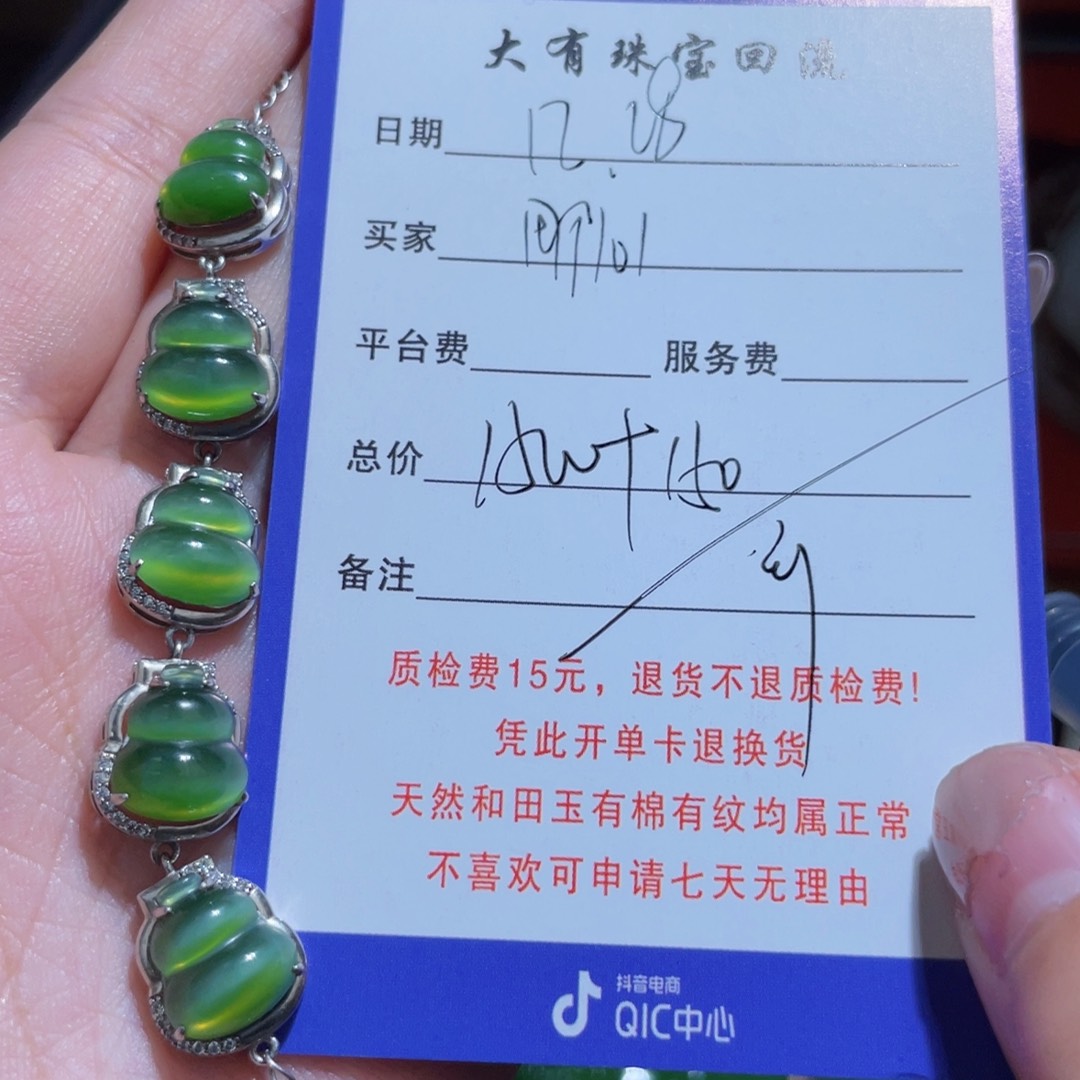 大有珠宝回流
日期 12.28
买家
平台费 服务费
总价
备注
质检费15元，退货不退质检费！
凭此开单卡退换货
天然和田玉有棉有纹均属正常
不喜欢可申请七天无理由
抖音电商
QIC中心